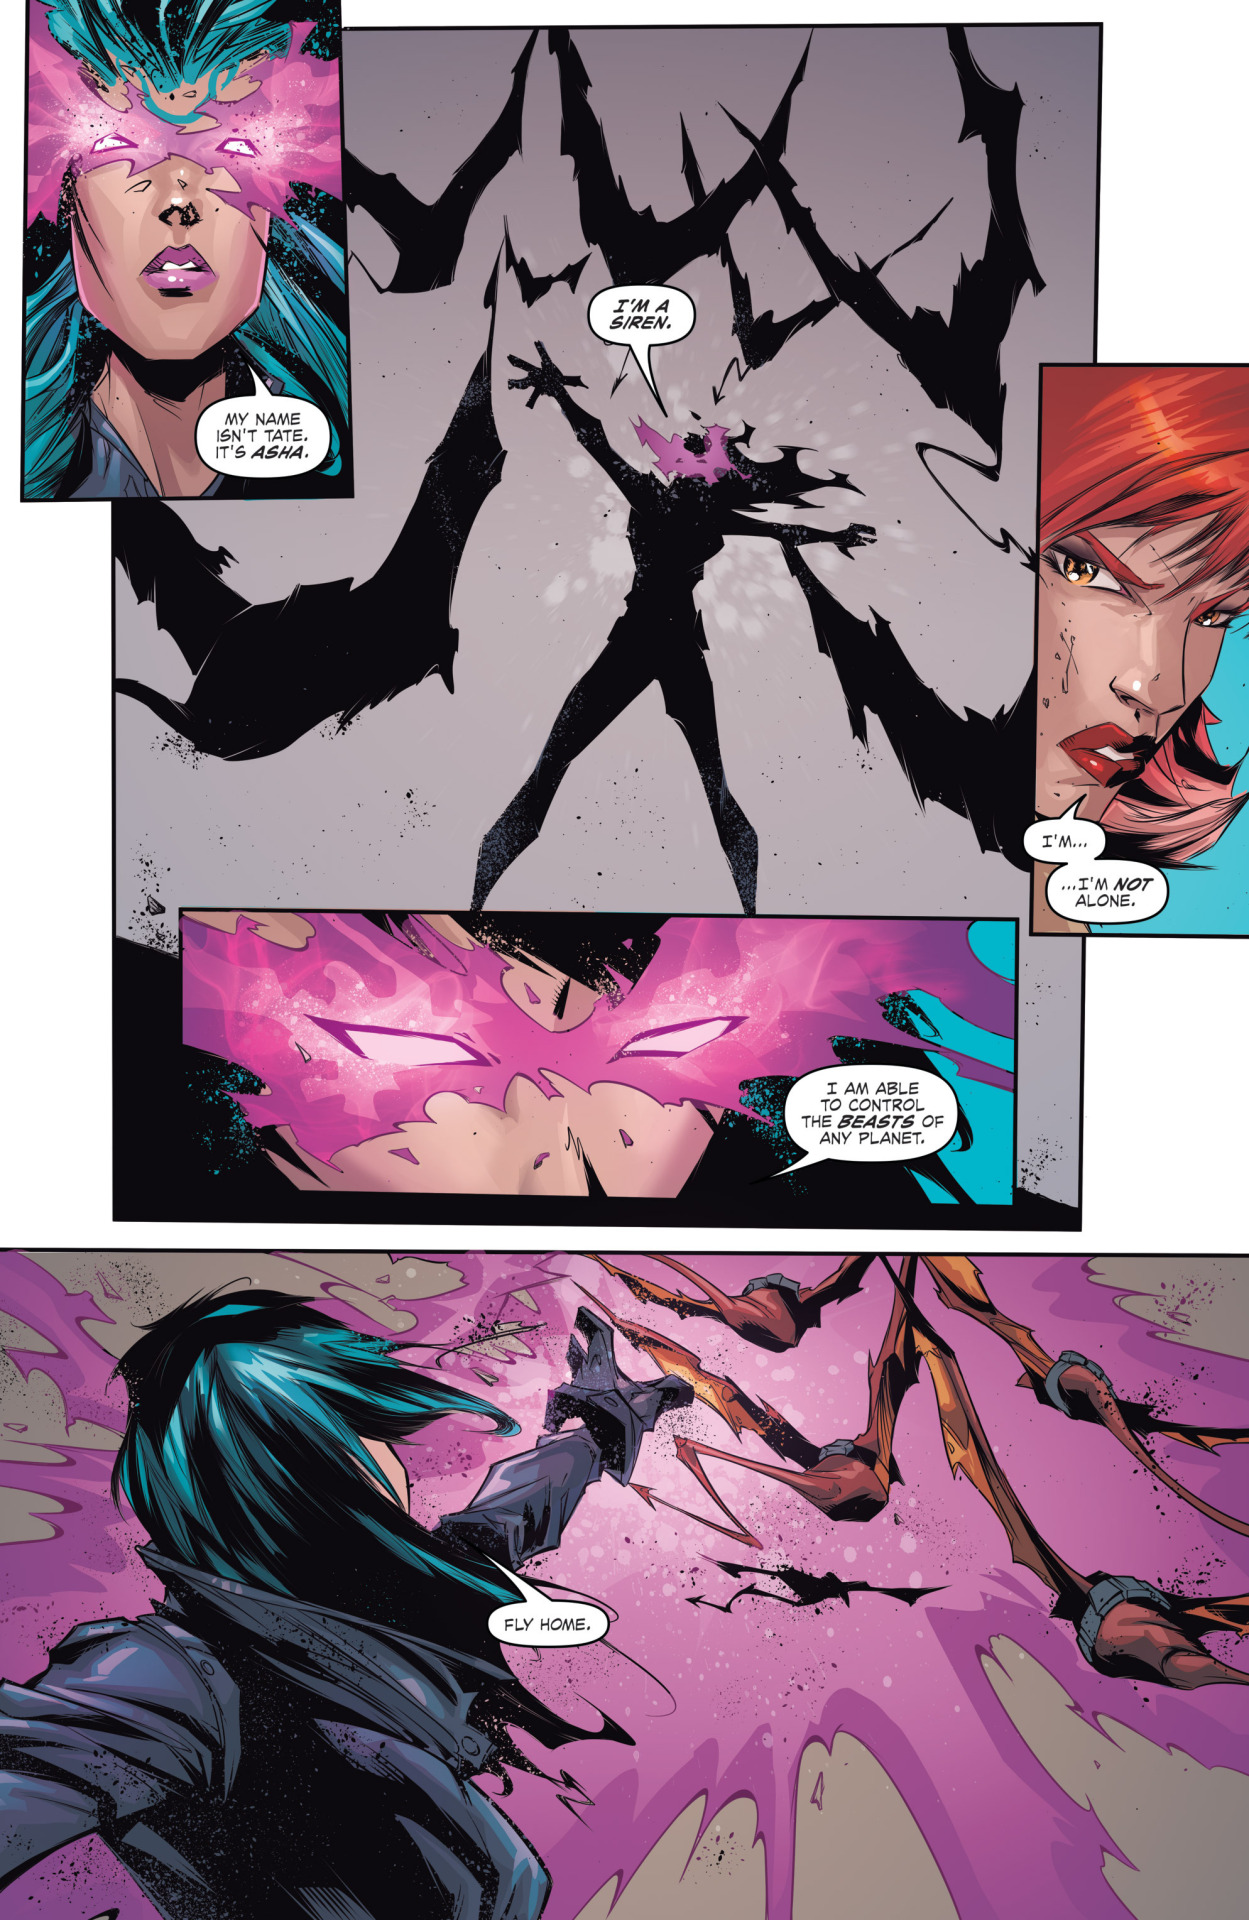 MY NAME
ISN'T TATE.
IT'S ASHA.
I'M A
SIREN.
I'M...
...I'M NOT
ALONE.
I AM ABLE
TO CONTROL
THE BEASTS OF
ANY PLANET.
FLY HOME.